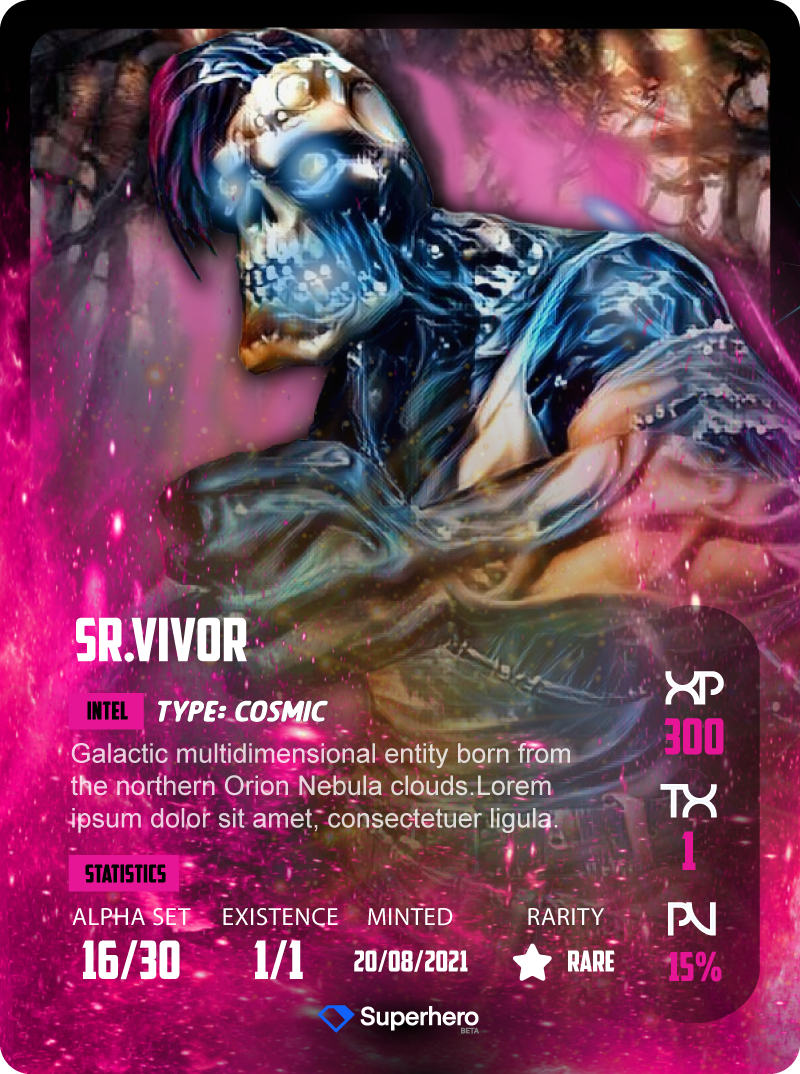 SR.VIVOR
INTEL TYPE: COSMIC
Galactic multidimensional entity born from
the northern Orion Nebula clouds.Lorem
ipsum dolor sit amet, consectetuer ligula.
STATISTICS
ALPHA SET EXISTENCE MINTED RARITY
16/30 1/1 20/08/2021 RARE
XP
300
TX
1
PV
15%
Superhero
BETA